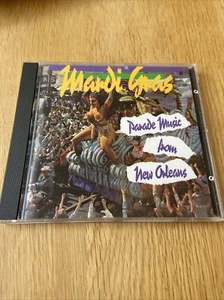 Mardi Gras
Parade Music
from
New Orleans